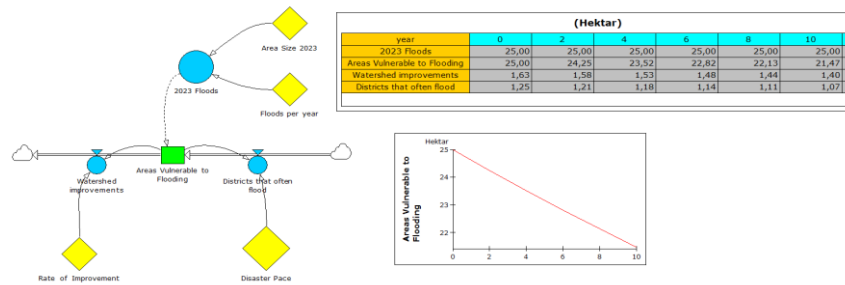 Area Size 2023
2023 Floods
Floods per year
Watershed
improvements
Areas Vulnerable to
Flooding
Districts that often
flood
Rate of Improvement
Disaster Pace
(Hektar)
year 0 2 4 6 8 10
2023 Floods 25,00 25,00 25,00 25,00 25,00 25,00
Areas Vulnerable to Flooding 25,00 24,25 23,52 22,82 22,13 21,47
Watershed improvements 1,63 1,58 1,53 1,48 1,44 1,40
Districts that often flood 1,25 1,21 1,18 1,14 1,11 1,07
Hektar
Areas Vulnerable to
Flooding
25
24
23
22
0 2 4 6 8 10